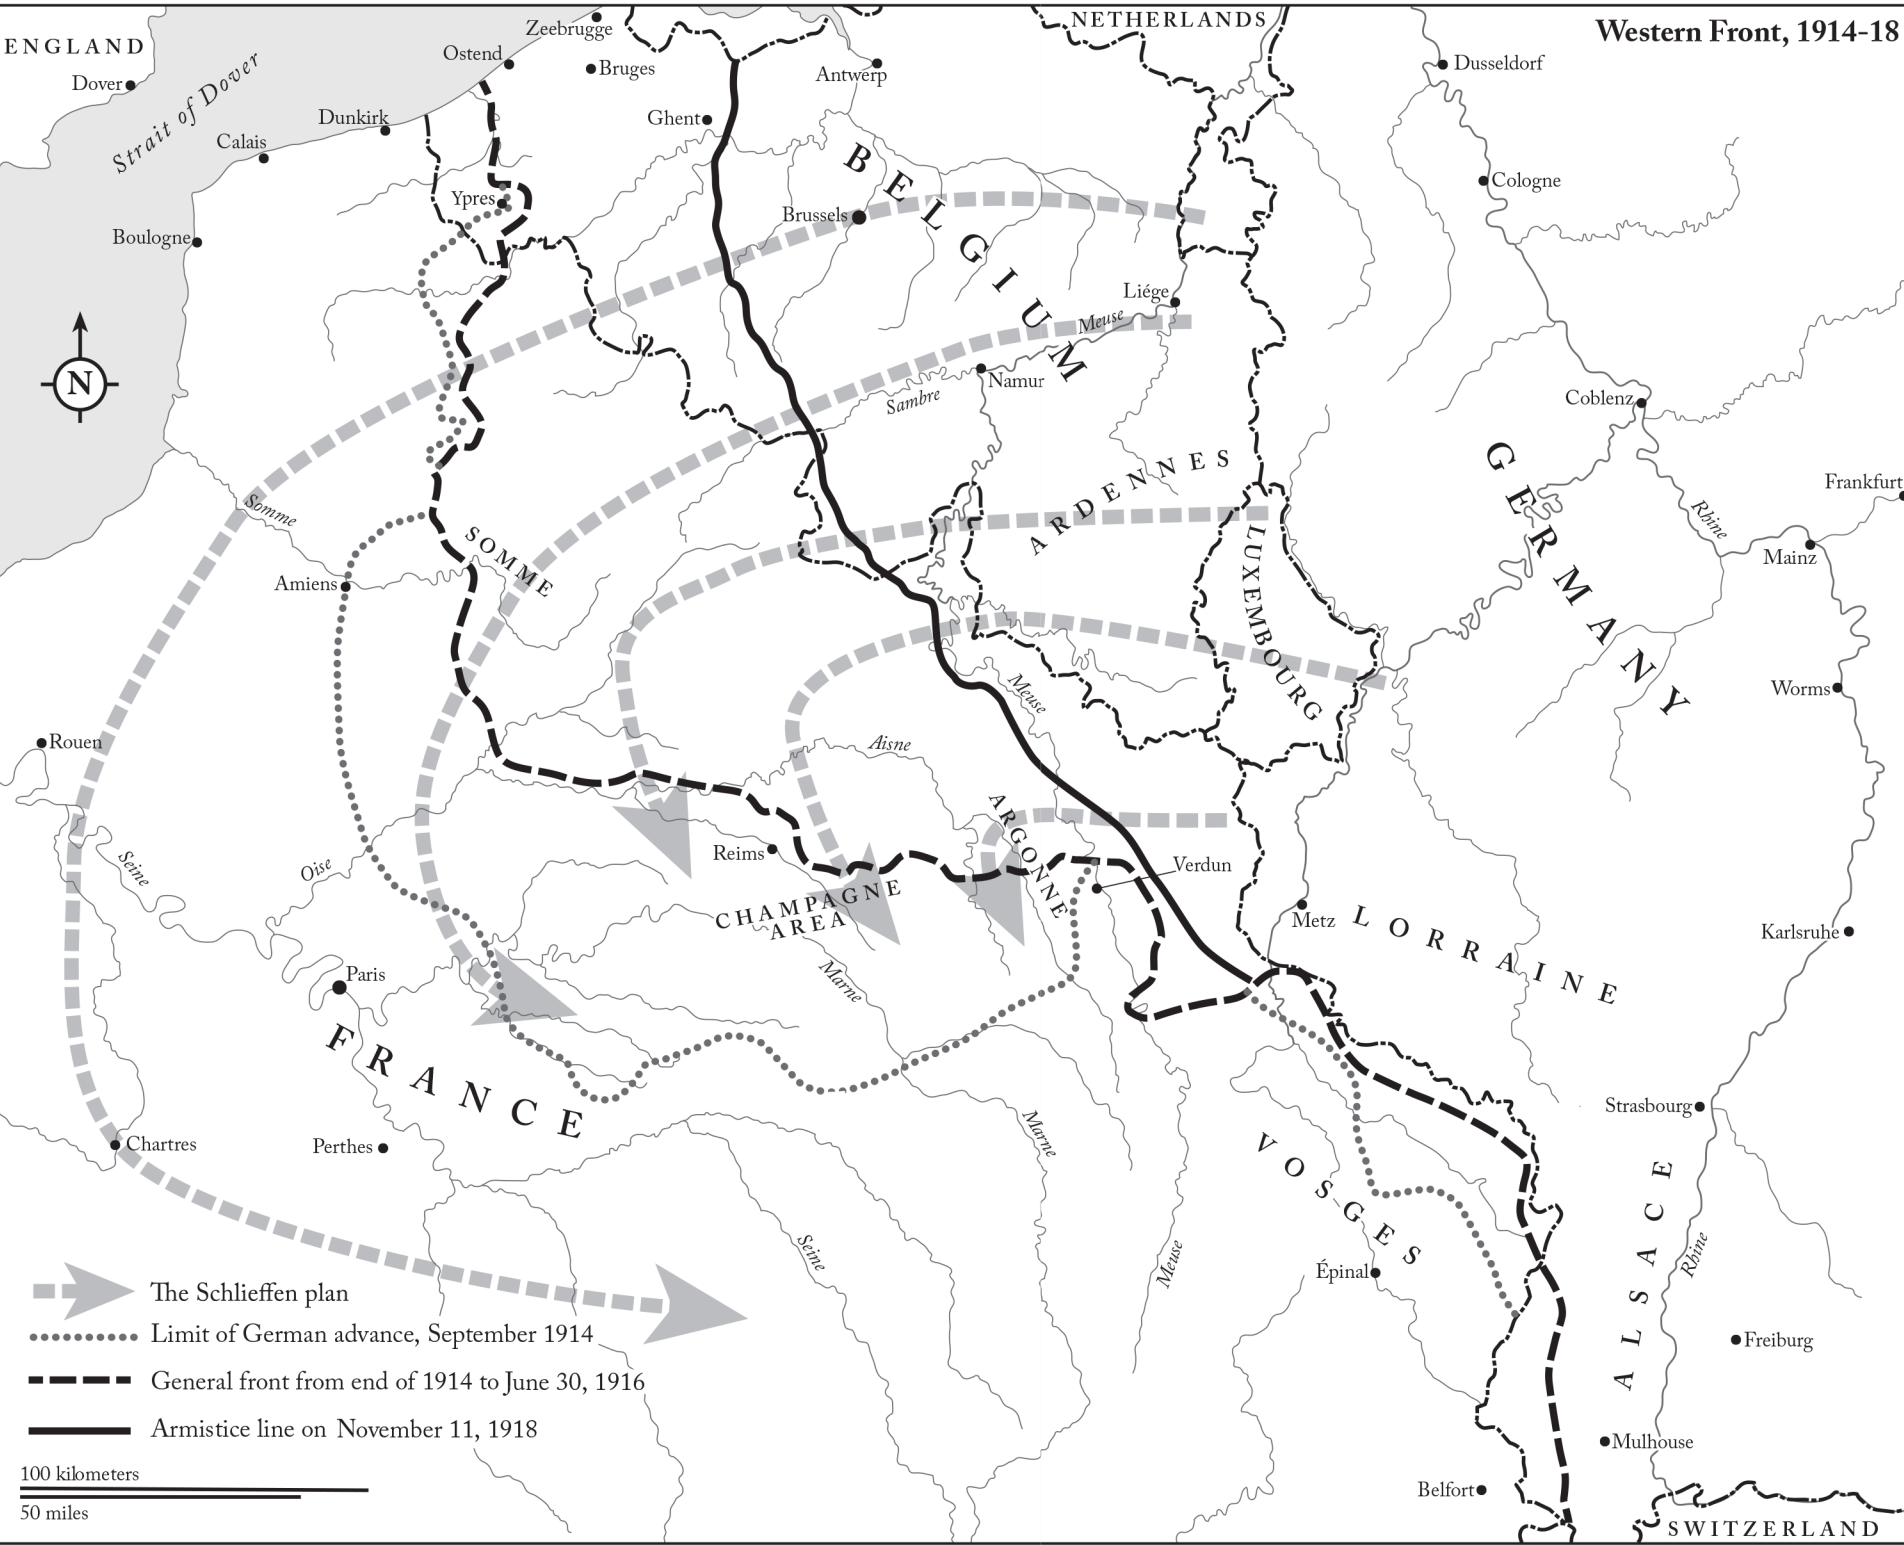 Western Front, 1914-18
ENGLAND
NETHERLANDS
Zeebrugge
Ostend
Bruges
Dover
Strait of Dover
Antwerp
Dusseldorf
Dunkirk
Ghent
Calais
BELGIUM
Cologne
Ypres
Brussels
Boulogne
Liége
Meuse
N
Namur
Sambre
Coblenz
ARDENNES
GERMANY
Frankfurt
Somme
Rhine
SOMME
LUXEMBOURG
Mainz
Amiens
Meuse
Worms
Rouen
Aisne
ARGONNE
Seine
Oise
Reims
Verdun
CHAMPAGNE
AREA
Metz
LORRAINE
Karlsruhe
Paris
Marne
FRANCE
Strasbourg
Marne
Chartres
Perthes
VOSGES
ALSACE
Seine
Meuse
Rhine
Épinal
The Schlieffen plan
Limit of German advance, September 1914
Freiburg
General front from end of 1914 to June 30, 1916
Armistice line on November 11, 1918
Mulhouse
100 kilometers
50 miles
Belfort
SWITZERLAND